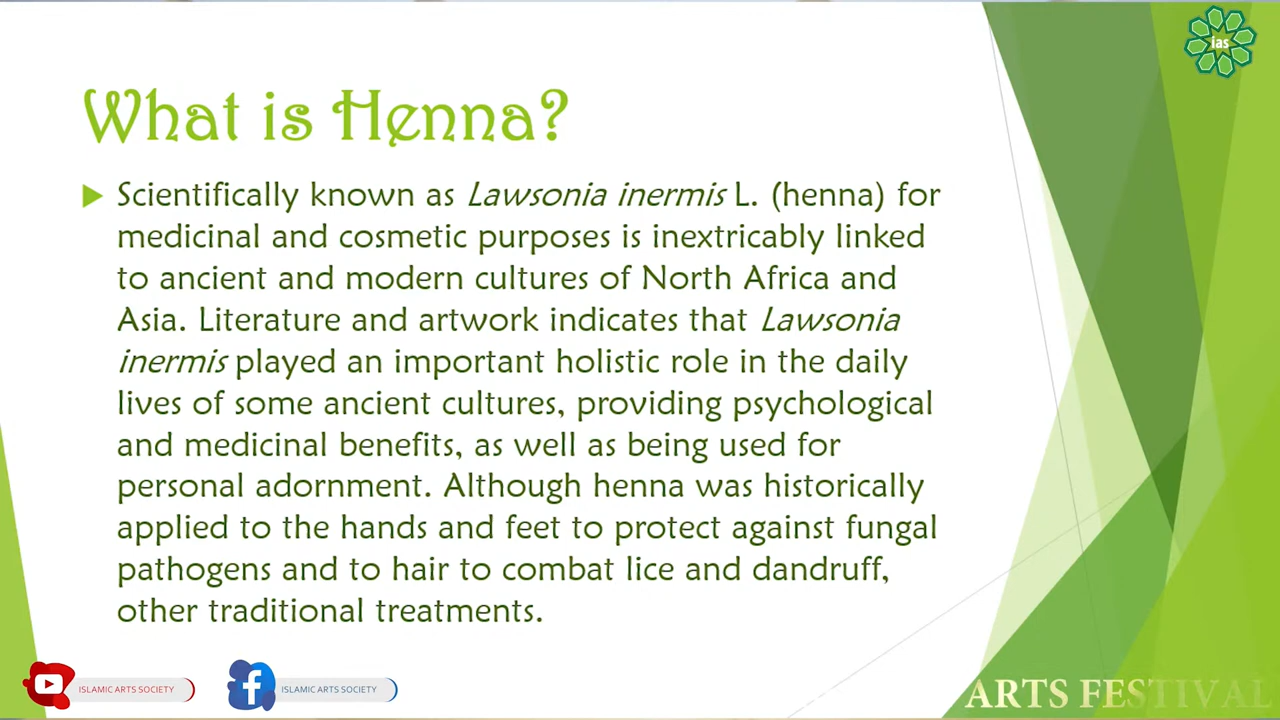 ias
What is Henna?
Scientifically known as Lawsonia inermis L. (henna) for
medicinal and cosmetic purposes is inextricably linked
to ancient and modern cultures of North Africa and
Asia. Literature and artwork indicates that Lawsonia
inermis played an important holistic role in the daily
lives of some ancient cultures, providing psychological
and medicinal benefits, as well as being used for
personal adornment. Although henna was historically
applied to the hands and feet to protect against fungal
pathogens and to hair to combat lice and dandruff,
other traditional treatments.
ISLAMIC ARTS SOCIETY
ISLAMIC ARTS SOCIETY
ARTS FESTIVAL